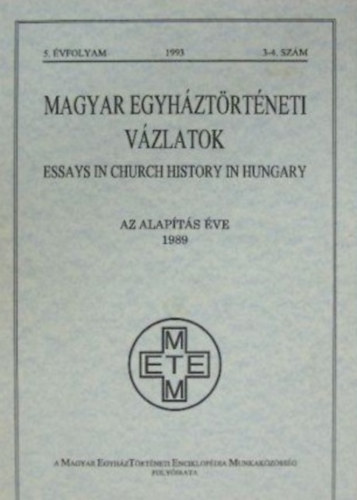 5. ÉVFOLYAM 1993 3-4. SZÁM
MAGYAR EGYHÁZTÖRTÉNETI
VÁZLATOK
ESSAYS IN CHURCH HISTORY IN HUNGARY
AZ ALAPÍTÁS ÉVE
1989
M
ETE
M
A MAGYAR EGYHÁZTÖRTÉNETI ENCIKLOPÉDIA MUNKAKÖZÖSSÉG
FOLYÓIRATA